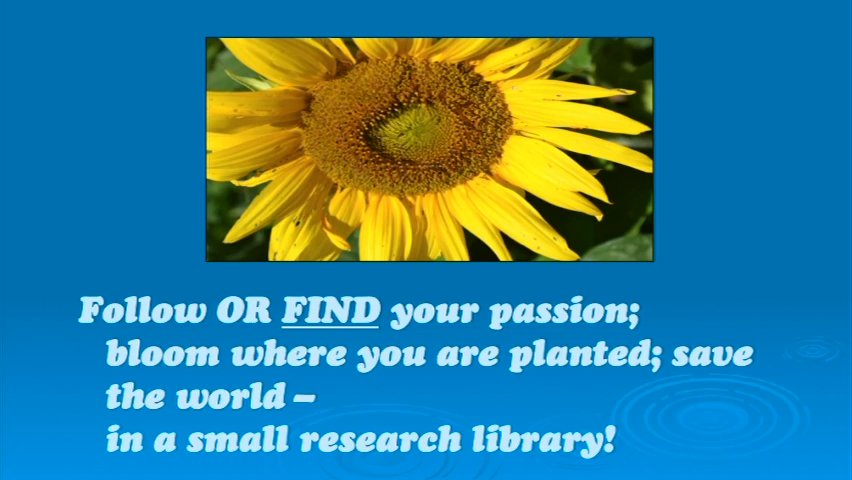 Follow OR FIND your passion;
bloom where you are planted; save
the world –
in a small research library!